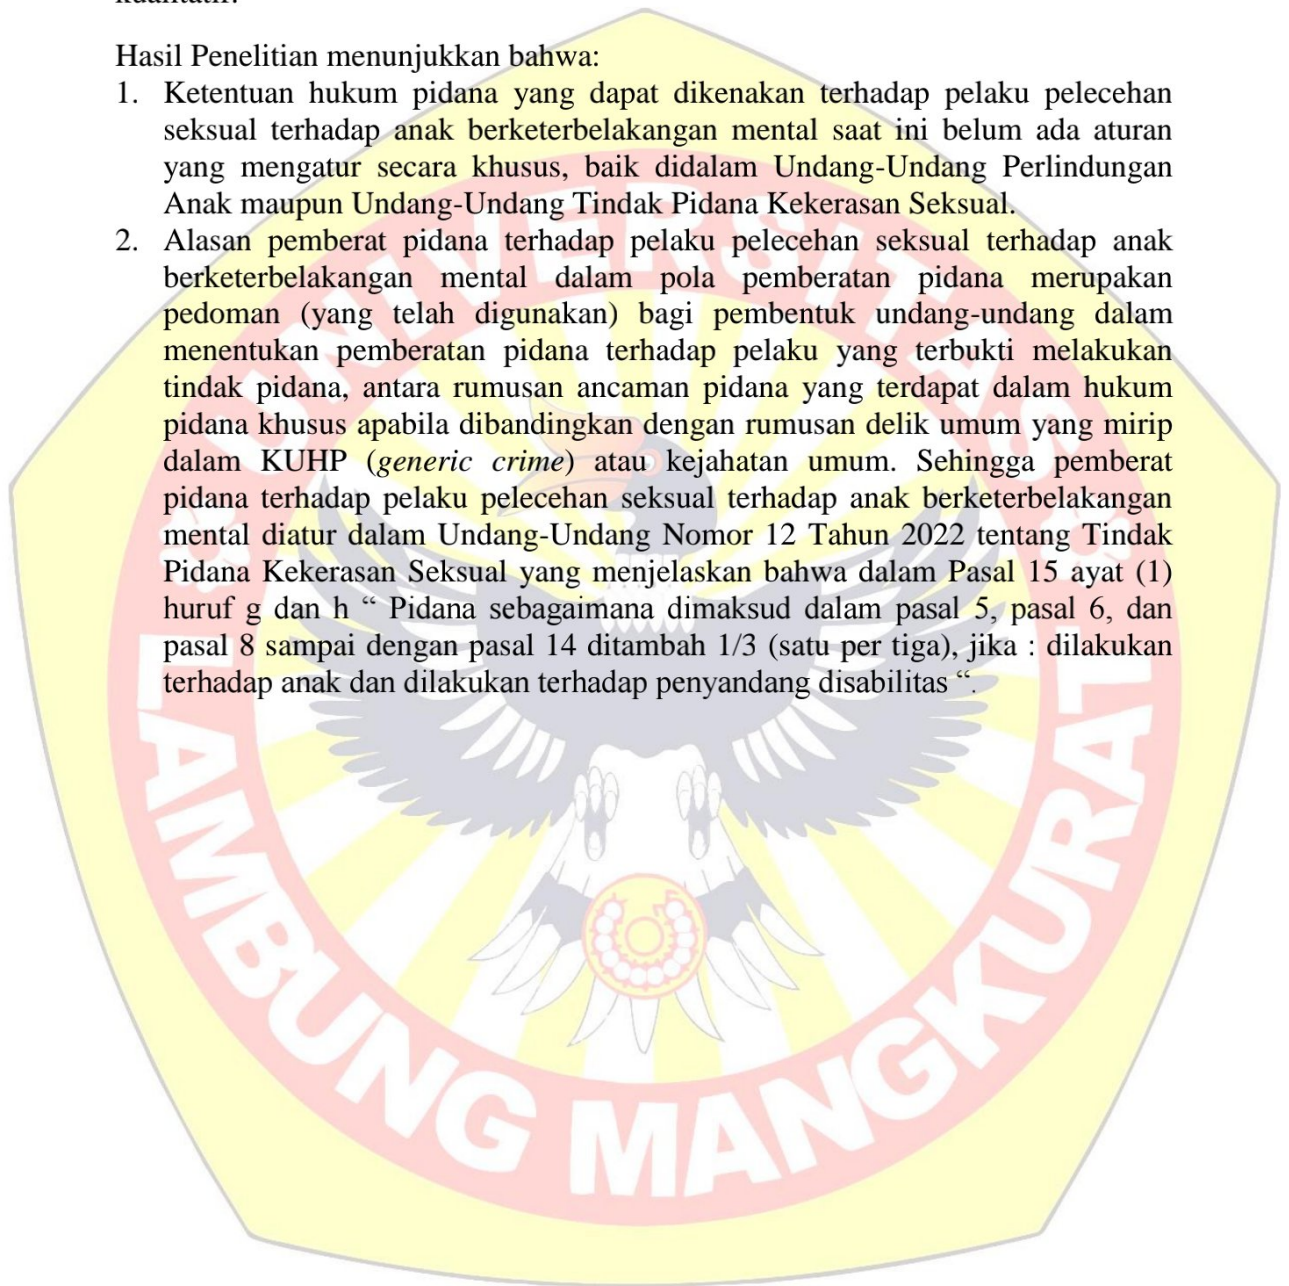 kualitatif.
Hasil Penelitian menunjukkan bahwa:
1. Ketentuan hukum pidana yang dapat dikenakan terhadap pelaku pelecehan
seksual terhadap anak berketerbelakangan mental saat ini belum ada aturan
yang mengatur secara khusus, baik didalam Undang-Undang Perlindungan
Anak maupun Undang-Undang Tindak Pidana Kekerasan Seksual.
2. Alasan pemberat pidana terhadap pelaku pelecehan seksual terhadap anak
berketerbelakangan mental dalam pola pemberatan pidana merupakan
pedoman (yang telah digunakan) bagi pembentuk undang-undang dalam
menentukan pemberatan pidana terhadap pelaku yang terbukti melakukan
tindak pidana, antara rumusan ancaman pidana yang terdapat dalam hukum
pidana khusus apabila dibandingkan dengan rumusan delik umum yang mirip
dalam KUHP (generic crime) atau kejahatan umum. Sehingga pemberat
pidana terhadap pelaku pelecehan seksual terhadap anak berketerbelakangan
mental diatur dalam Undang-Undang Nomor 12 Tahun 2022 tentang Tindak
Pidana Kekerasan Seksual yang menjelaskan bahwa dalam Pasal 15 ayat (1)
huruf g dan h “ Pidana sebagaimana dimaksud dalam pasal 5, pasal 6, dan
pasal 8 sampai dengan pasal 14 ditambah 1/3 (satu per tiga), jika : dilakukan
terhadap anak dan dilakukan terhadap penyandang disabilitas “.
UNIVERSITAS
LAMBUNG MANGKURAT